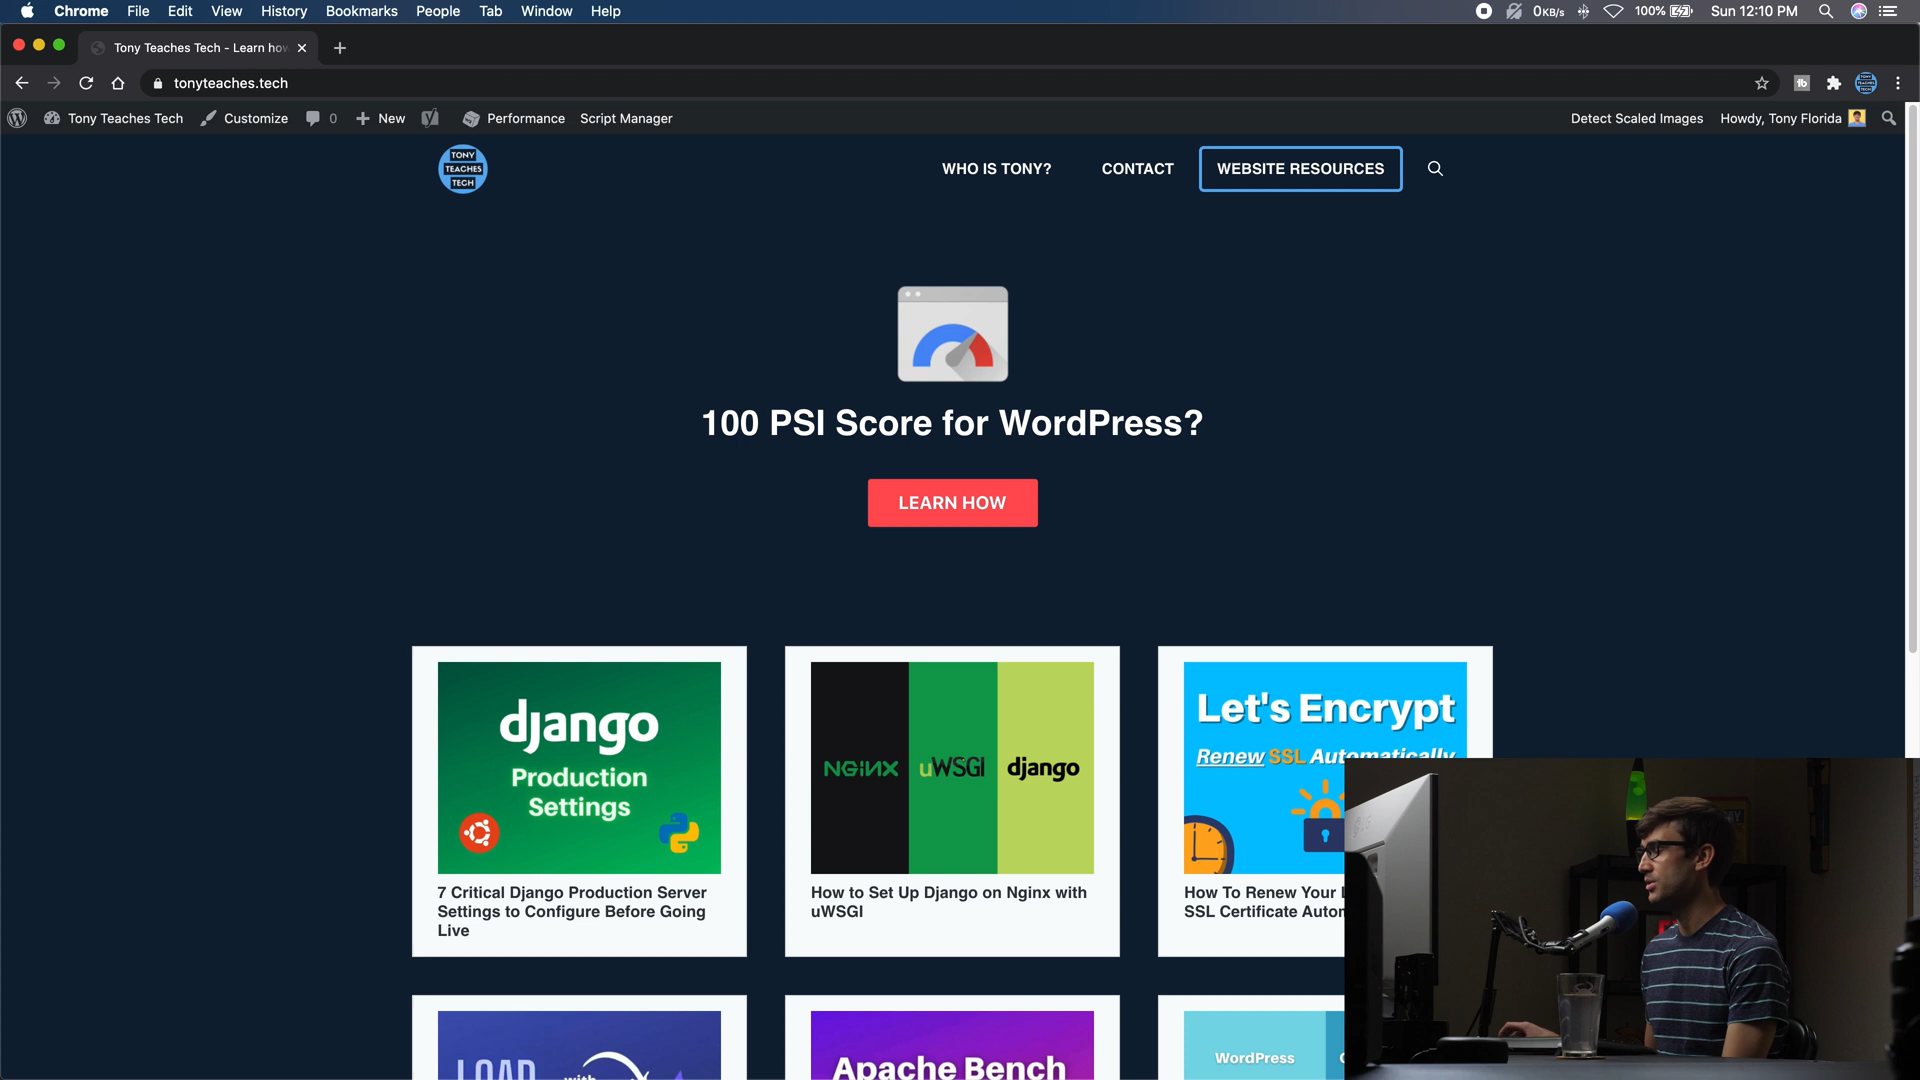 Chrome File Edit View History Bookmarks People Tab Window Help
0KB/s 100% Sun 12:10 PM
Tony Teaches Tech - Learn how
tonyteaches.tech
tb
Tony Teaches Tech Customize 0 New Performance Script Manager
Detect Scaled Images Howdy, Tony Florida
TONY
TEACHES
TECH
WHO IS TONY? CONTACT WEBSITE RESOURCES
100 PSI Score for WordPress?
LEARN HOW
django
Production
Settings
7 Critical Django Production Server
Settings to Configure Before Going
Live
NGINX uWSGI django
How to Set Up Django on Nginx with
uWSGI
Let's Encrypt
Renew SSL Automatically
How To Renew Your
SSL Certificate
LOAD
with
Apache Bench
WordPress